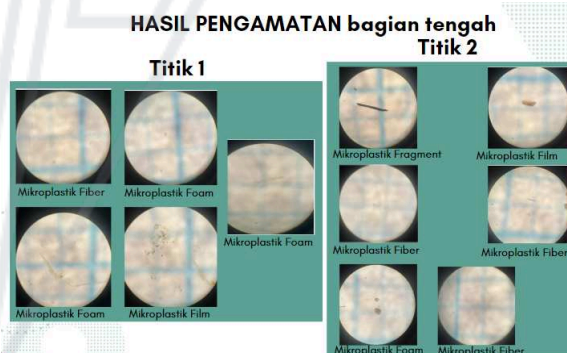 HASIL PENGAMATAN bagian tengah
Titik 1
Mikroplastik Fiber
Mikroplastik Foam
Mikroplastik Foam
Mikroplastik Foam
Mikroplastik Film
Titik 2
Mikroplastik Fragment
Mikroplastik Film
Mikroplastik Fiber
Mikroplastik Fiber
Mikroplastik Foam
Mikroplastik Fiber